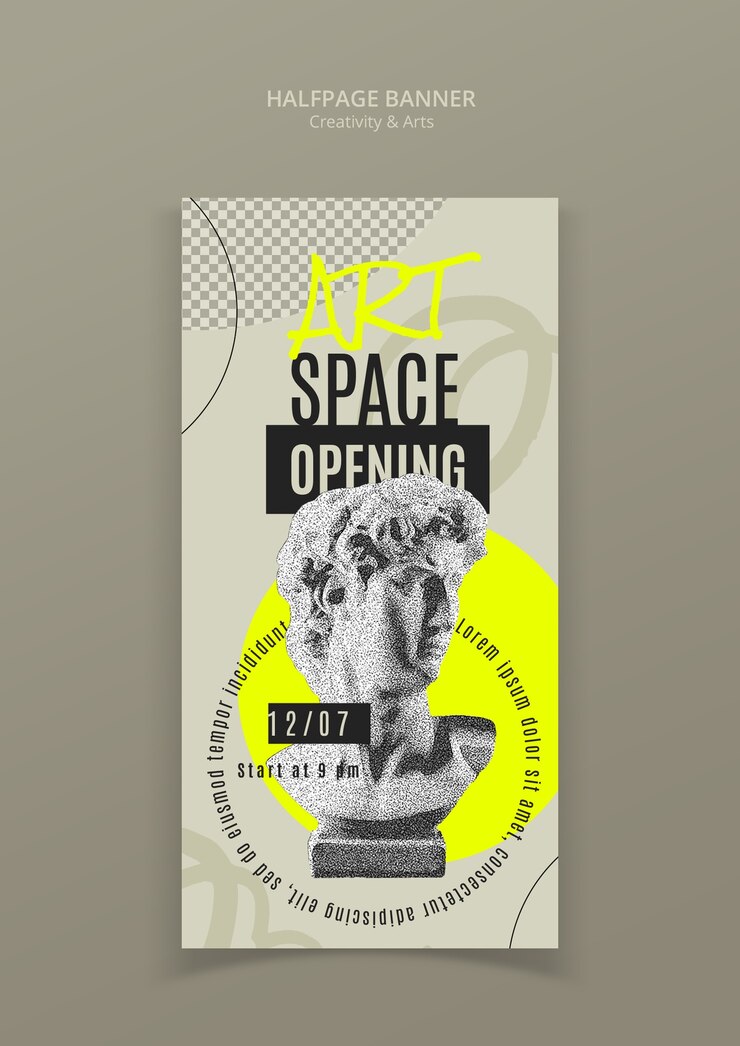 HALFPAGE BANNER
Creativity & Arts
ART
SPACE
OPENING
Lorem ipsum dolor sit amet, consectetur adipiscing elit, sed do eiusmod tempor incididunt
12/07
Start at 9 pm